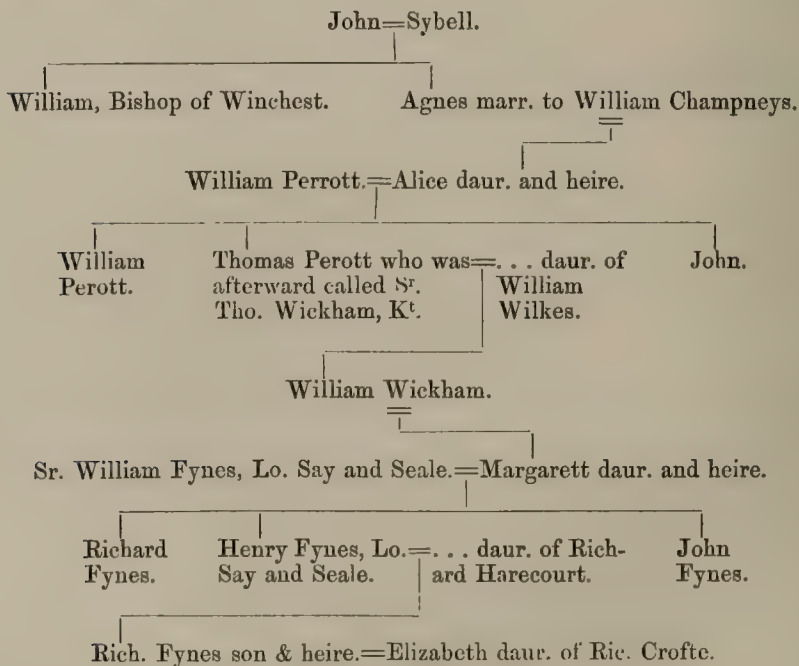 John=Sybell.
William, Bishop of Winchest. Agnes marr. to William Champneys.
William Perrott.=Alice daur. and heire.
William Perott.
Thomas Perott who was=. . . daur. of
afterward called Sʳ. William
Tho. Wickham, Kᵗ. Wilkes.
John.
William Wickham.
Sr. William Fynes, Lo. Say and Seale.=Margarett daur. and heire.
Richard Fynes.
Henry Fynes, Lo.=. . . daur. of Rich-
Say and Seale. ard Harecourt.
John Fynes.
Rich. Fynes son & heire.=Elizabeth daur. of Ric. Crofte.